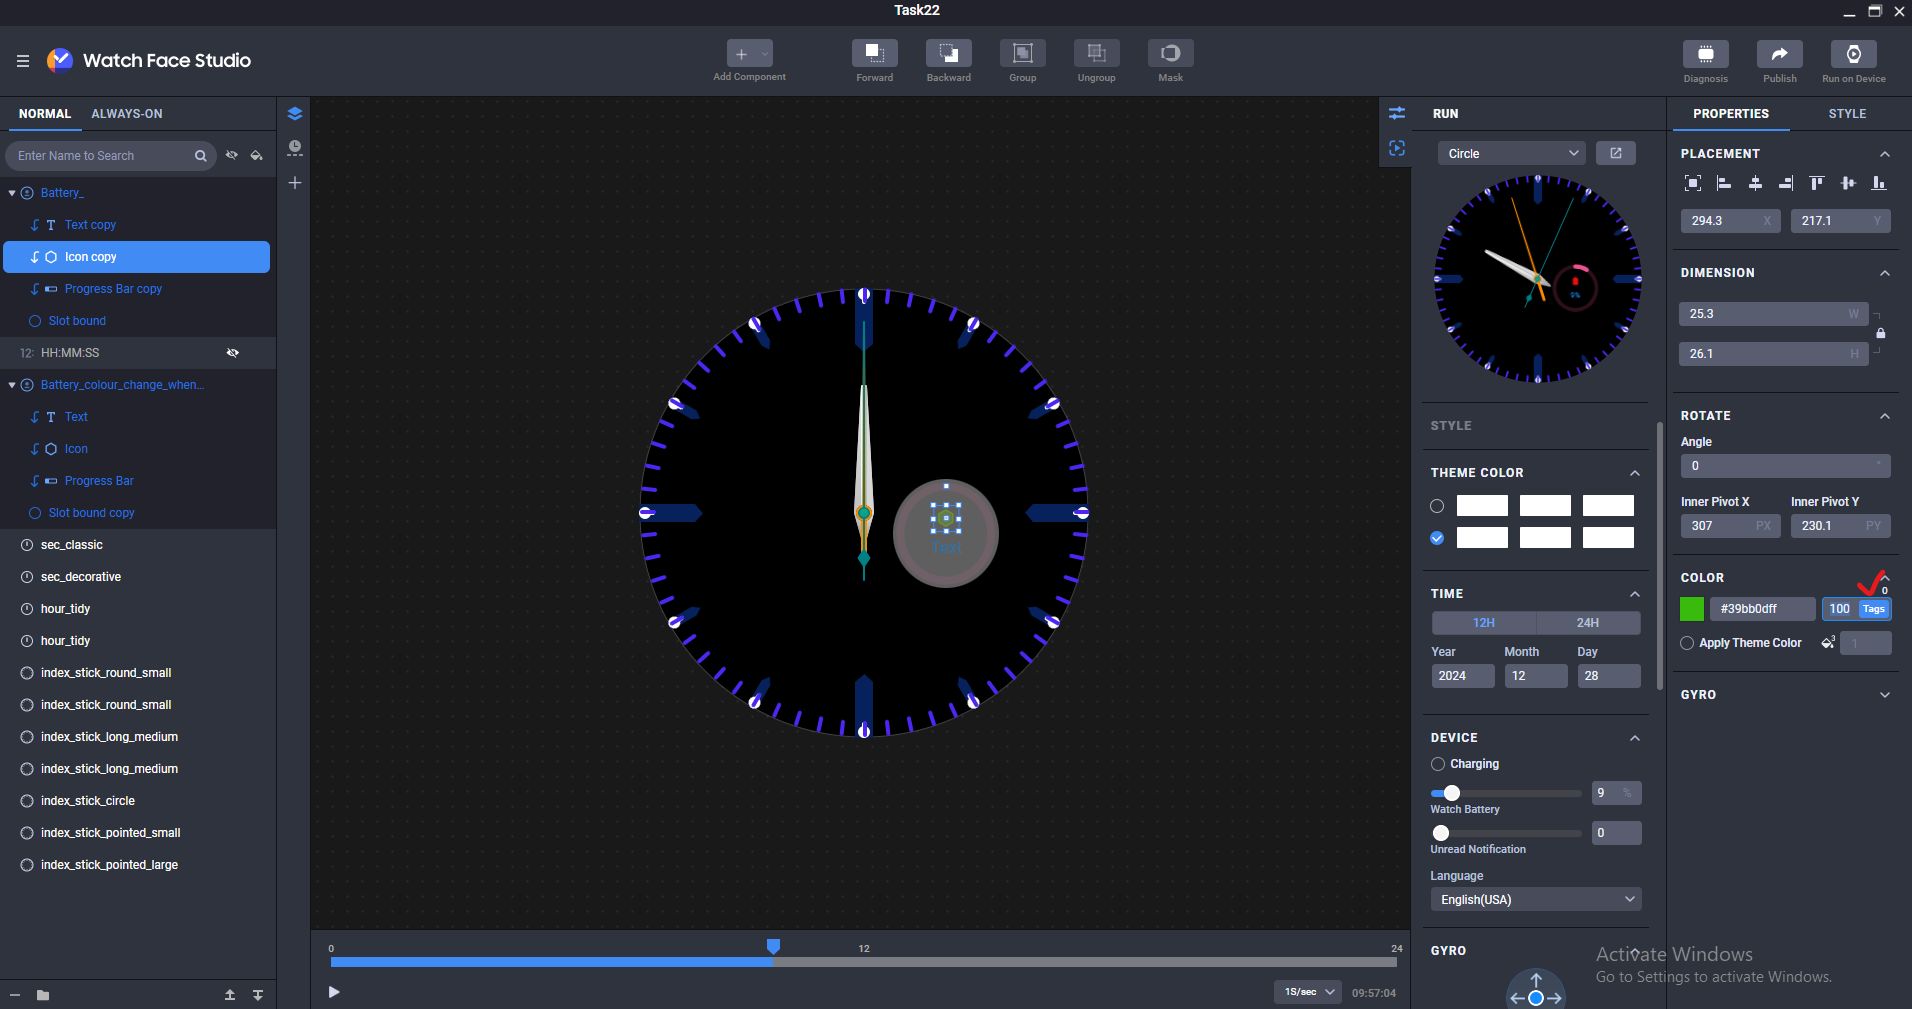 Task22
Watch Face Studio
Add Component
Forward
Backward
Group
Ungroup
Mask
Diagnosis
Publish
Run on Device
NORMAL
ALWAYS-ON
Enter Name to Search
Battery_
Text copy
Icon copy
Progress Bar copy
Slot bound
12: HH:MM:SS
Battery_colour_change_when...
Text
Icon
Progress Bar
Slot bound copy
sec_classic
sec_decorative
hour_tidy
hour_tidy
index_stick_round_small
index_stick_round_small
index_stick_long_medium
index_stick_long_medium
index_stick_circle
index_stick_pointed_small
index_stick_pointed_large
Text
0
12
24
1S/sec
09:57:04
RUN
Circle
9%
STYLE
THEME COLOR
TIME
12H
24H
Year
Month
Day
2024
12
28
DEVICE
Charging
9 %
Watch Battery
0
Unread Notification
Language
English(USA)
GYRO
PROPERTIES
STYLE
PLACEMENT
294.3 X
217.1 Y
DIMENSION
25.3 W
26.1 H
ROTATE
Angle
0 °
Inner Pivot X
Inner Pivot Y
307 PX
230.1 PY
COLOR
0
#39bb0dff
100 Tags
Apply Theme Color
3
1
GYRO
Activate Windows
Go to Settings to activate Windows.